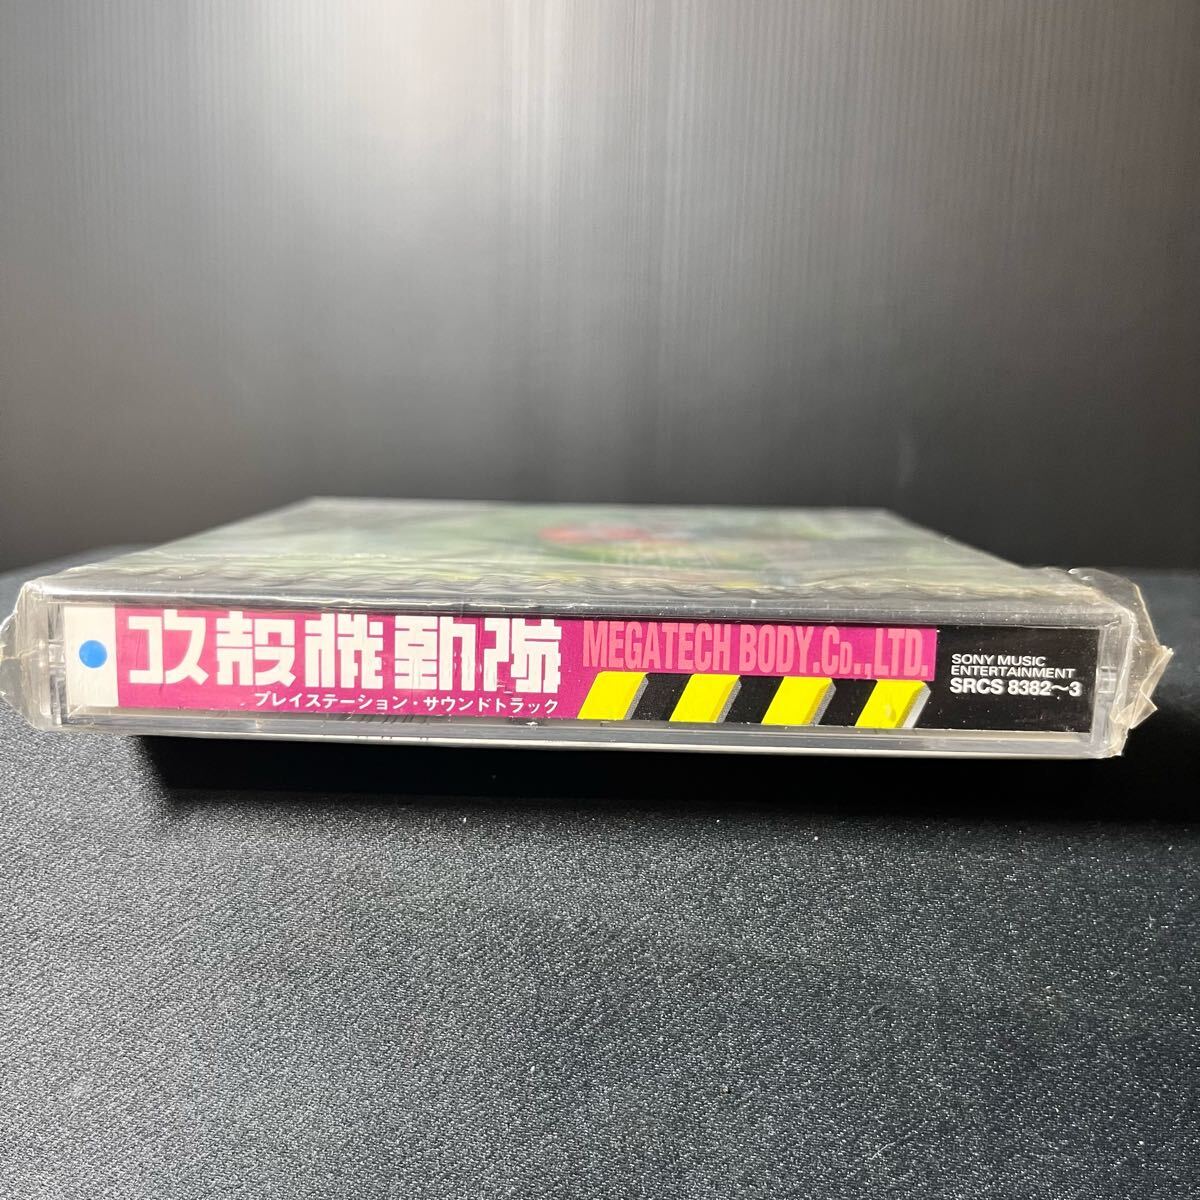 攻殻機動隊
プレイステーション・サウンドトラック
MEGATECH BODY.CD.,LTD.
SONY MUSIC
ENTERTAINMENT
SRCS 8382〜3